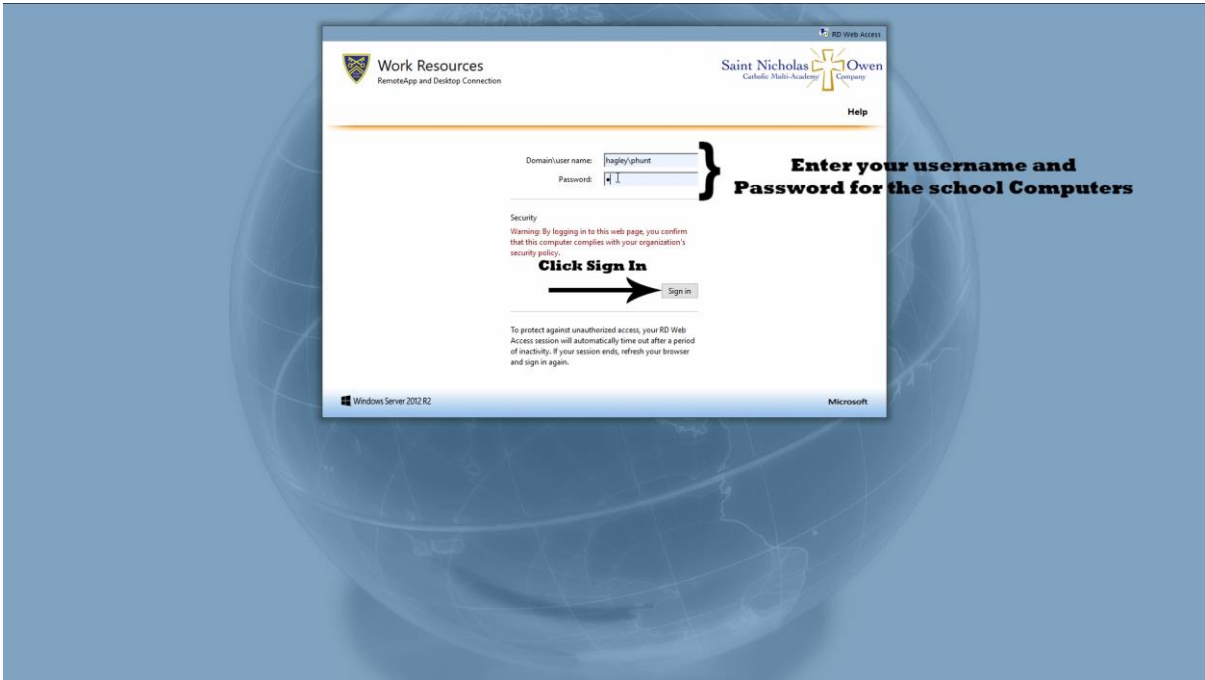 RD Web Access
Work Resources
RemoteApp and Desktop Connection
Saint Nicholas Owen
Catholic Multi-Academy Company
Help
Domain\user name: hagley\phunt
Password:
Enter your username and
Password for the school Computers
Security
Warning: By logging in to this web page, you confirm
that this computer complies with your organization's
security policy.
Click Sign In
Sign in
To protect against unauthorized access, your RD Web
Access session will automatically time out after a period
of inactivity. If your session ends, refresh your browser
and sign in again.
Windows Server 2012 R2
Microsoft